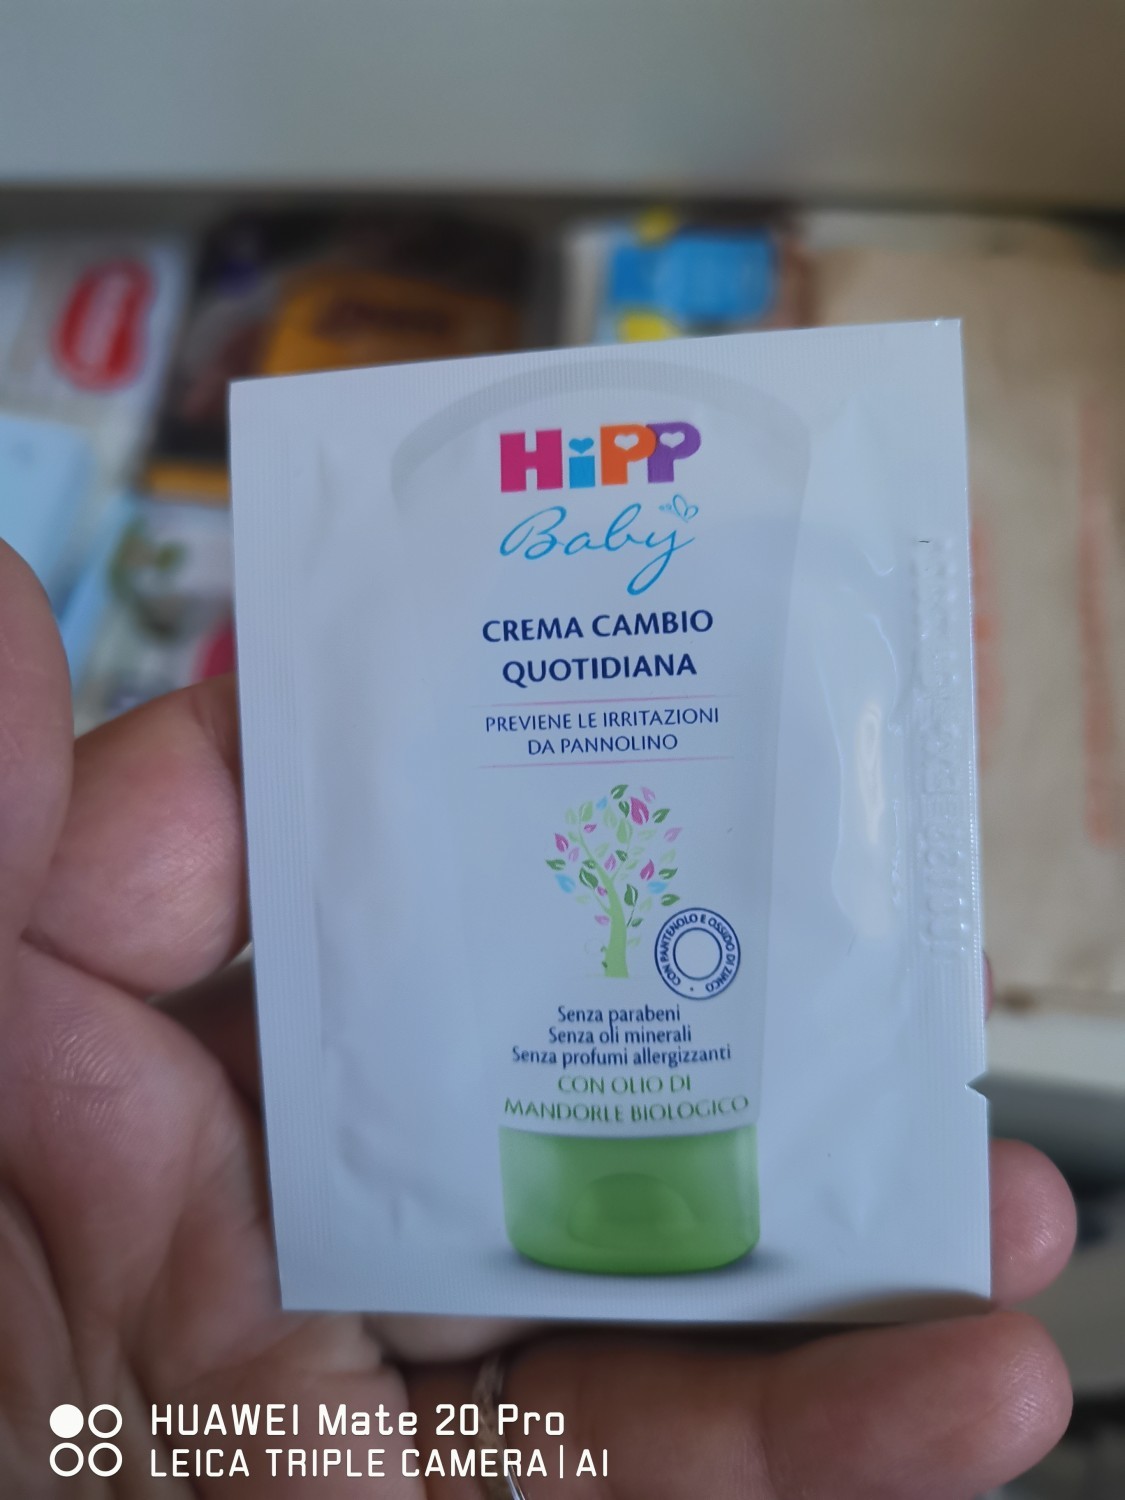 HiPP
Baby
CREMA CAMBIO
QUOTIDIANA
PREVIENE LE IRRITAZIONI
DA PANNOLINO
CON PANTENOLO E OSSIDO DI ZINCO •
Senza parabeni
Senza oli minerali
Senza profumi allergizzanti
CON OLIO DI
MANDORLE BIOLOGICO
HUAWEI Mate 20 Pro
LEICA TRIPLE CAMERA | AI